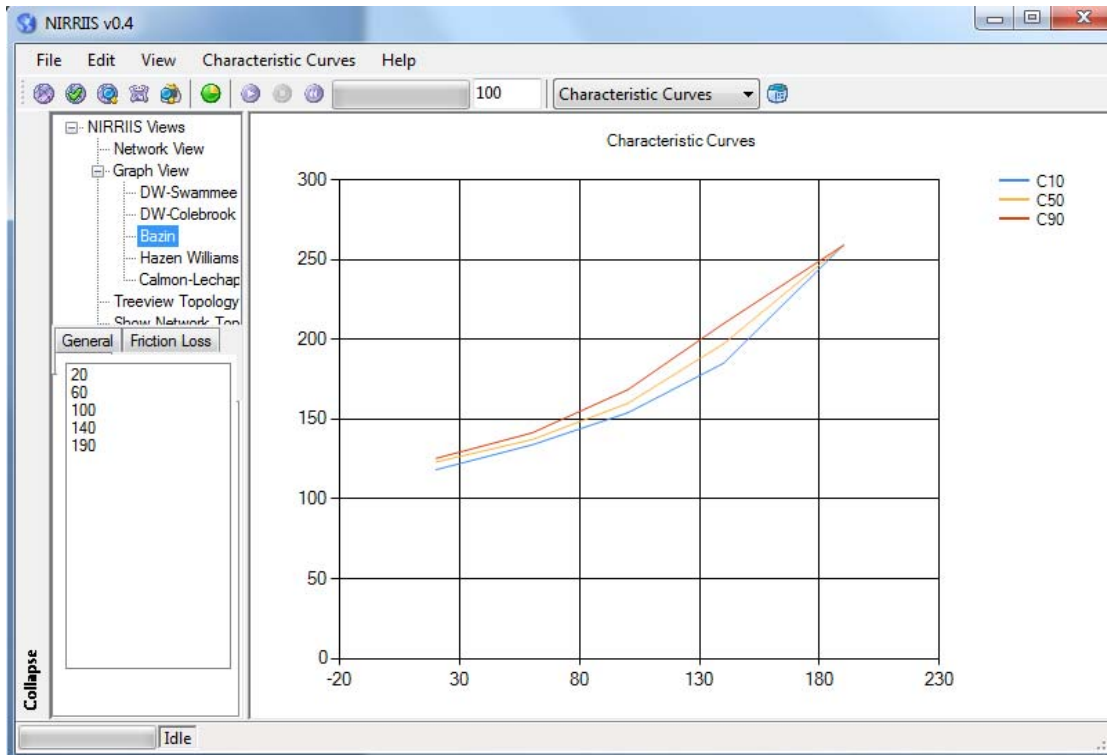 NIRRIIS v0.4
File Edit View Characteristic Curves Help
100 Characteristic Curves
NIRRIIS Views
Network View
Graph View
DW-Swammee
DW-Colebrook
Bazin
Hazen Williams
Calmon-Lechap
Treeview Topology
Show Network Top
General Friction Loss
20
60
100
140
190
Collapse
Characteristic Curves
300
250
200
150
100
50
0
-20 30 80 130 180 230
C10
C50
C90
Idle